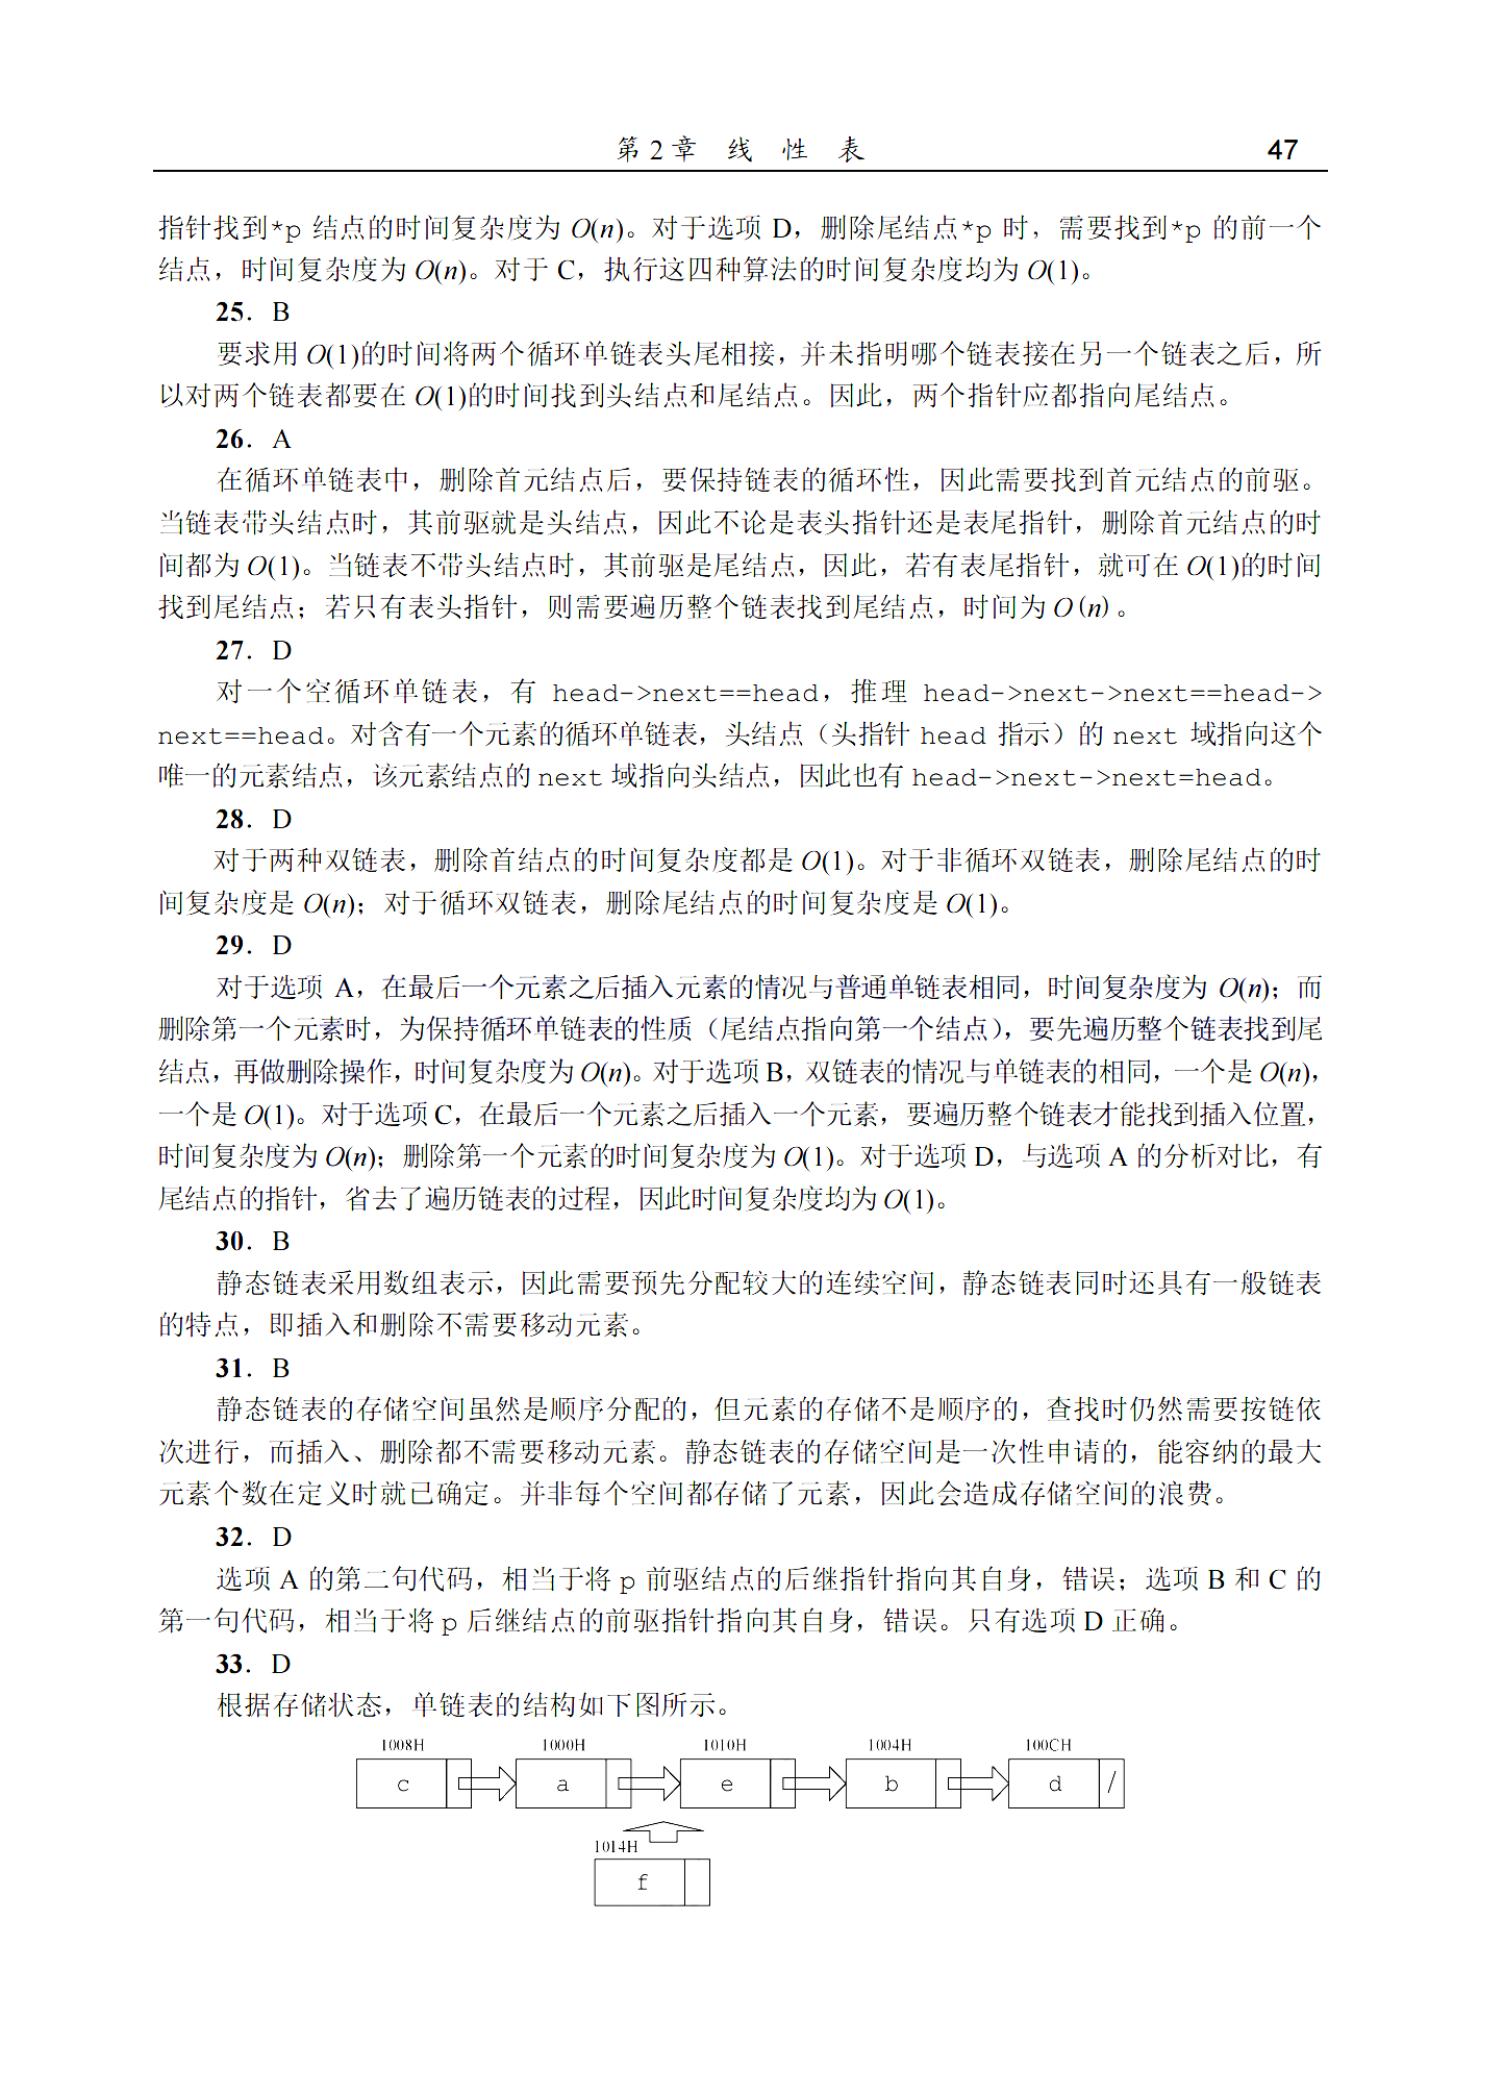 第 2 章 线 性 表 47
指针找到*p 结点的时间复杂度为 O(n)。对于选项 D，删除尾结点*p 时，需要找到*p 的前一个
结点，时间复杂度为 O(n)。对于 C，执行这四种算法的时间复杂度均为 O(1)。
25．B
要求用 O(1)的时间将两个循环单链表头尾相接，并未指明哪个链表接在另一个链表之后，所
以对两个链表都要在 O(1)的时间找到头结点和尾结点。因此，两个指针应都指向尾结点。
26．A
在循环单链表中，删除首元结点后，要保持链表的循环性，因此需要找到首元结点的前驱。
当链表带头结点时，其前驱就是头结点，因此不论是表头指针还是表尾指针，删除首元结点的时
间都为 O(1)。当链表不带头结点时，其前驱是尾结点，因此，若有表尾指针，就可在 O(1)的时间
找到尾结点；若只有表头指针，则需要遍历整个链表找到尾结点，时间为 O(n)。
27．D
对一个空循环单链表，有 head->next==head，推理 head->next->next==head->
next==head。对含有一个元素的循环单链表，头结点（头指针 head 指示）的 next 域指向这个
唯一的元素结点，该元素结点的 next 域指向头结点，因此也有 head->next->next=head。
28．D
对于两种双链表，删除首结点的时间复杂度都是 O(1)。对于非循环双链表，删除尾结点的时
间复杂度是 O(n)；对于循环双链表，删除尾结点的时间复杂度是 O(1)。
29．D
对于选项 A，在最后一个元素之后插入元素的情况与普通单链表相同，时间复杂度为 O(n)；而
删除第一个元素时，为保持循环单链表的性质（尾结点指向第一个结点），要先遍历整个链表找到尾
结点，再做删除操作，时间复杂度为 O(n)。对于选项 B，双链表的情况与单链表的相同，一个是 O(n)，
一个是 O(1)。对于选项 C，在最后一个元素之后插入一个元素，要遍历整个链表才能找到插入位置，
时间复杂度为 O(n)；删除第一个元素的时间复杂度为 O(1)。对于选项 D，与选项 A 的分析对比，有
尾结点的指针，省去了遍历链表的过程，因此时间复杂度均为 O(1)。
30．B
静态链表采用数组表示，因此需要预先分配较大的连续空间，静态链表同时还具有一般链表
的特点，即插入和删除不需要移动元素。
31．B
静态链表的存储空间虽然是顺序分配的，但元素的存储不是顺序的，查找时仍然需要按链依
次进行，而插入、删除都不需要移动元素。静态链表的存储空间是一次性申请的，能容纳的最大
元素个数在定义时就已确定。并非每个空间都存储了元素，因此会造成存储空间的浪费。
32．D
选项 A 的第二句代码，相当于将 p 前驱结点的后继指针指向其自身，错误；选项 B 和 C 的
第一句代码，相当于将 p 后继结点的前驱指针指向其自身，错误。只有选项 D 正确。
33．D
根据存储状态，单链表的结构如下图所示。
1008H 1000H 1010H 1004H 100CH
c a e b d /
1014H
f